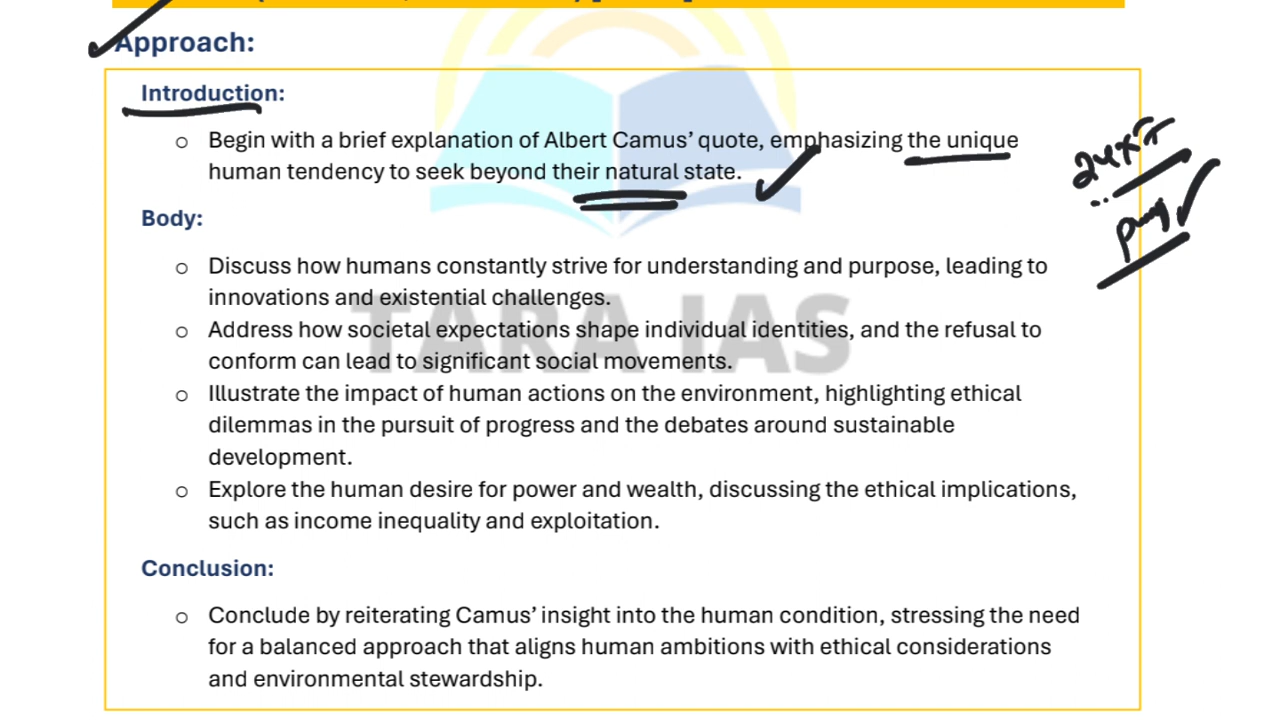 Approach:
Introduction:
o Begin with a brief explanation of Albert Camus' quote, emphasizing the unique
human tendency to seek beyond their natural state.
Body:
o Discuss how humans constantly strive for understanding and purpose, leading to
innovations and existential challenges.
o Address how societal expectations shape individual identities, and the refusal to
conform can lead to significant social movements.
o Illustrate the impact of human actions on the environment, highlighting ethical
dilemmas in the pursuit of progress and the debates around sustainable
development.
o Explore the human desire for power and wealth, discussing the ethical implications,
such as income inequality and exploitation.
Conclusion:
o Conclude by reiterating Camus' insight into the human condition, stressing the need
for a balanced approach that aligns human ambitions with ethical considerations
and environmental stewardship.
TARA IAS